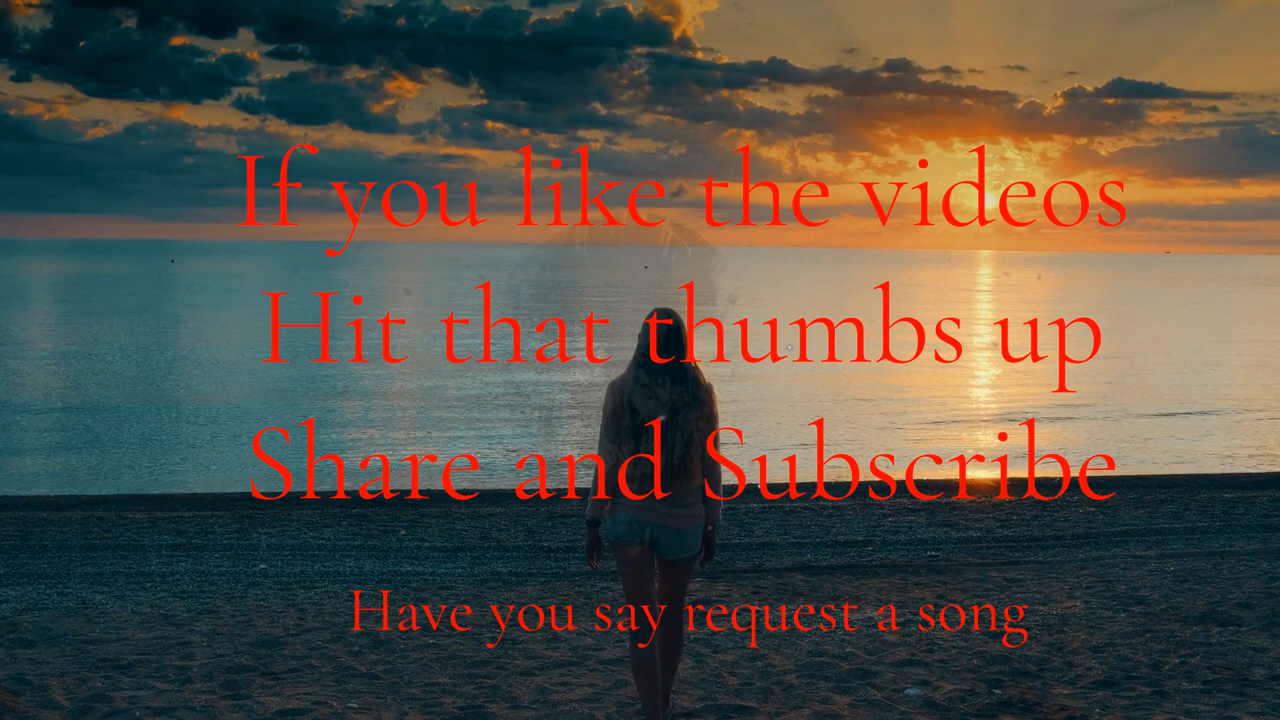 If you like the videos
Hit that thumbs up
Share and Subscribe
Have you say request a song